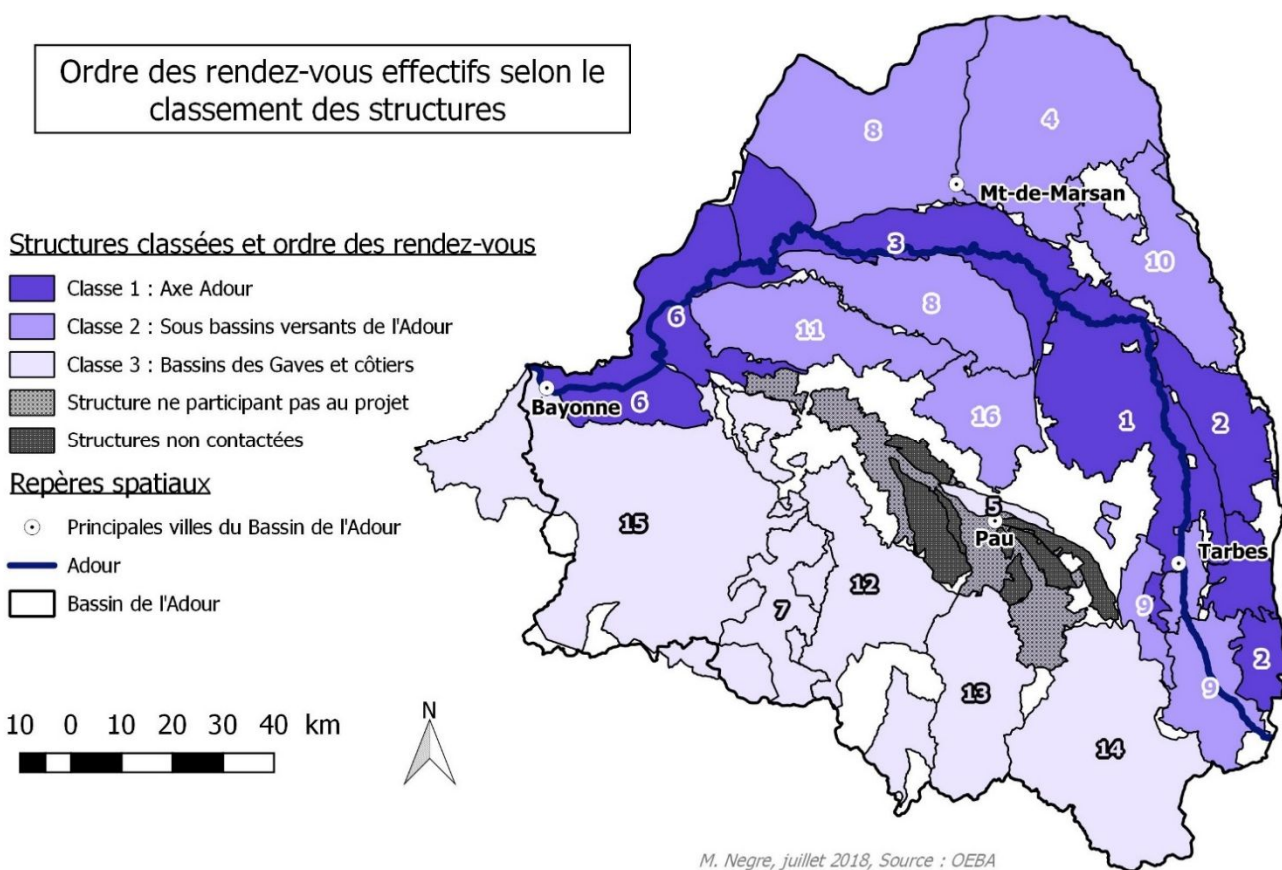 Ordre des rendez-vous effectifs selon le
classement des structures
Structures classées et ordre des rendez-vous
Classe 1 : Axe Adour
Classe 2 : Sous bassins versants de l'Adour
Classe 3 : Bassins des Gaves et côtiers
Structure ne participant pas au projet
Structures non contactées
Repères spatiaux
Principales villes du Bassin de l'Adour
Adour
Bassin de l'Adour
10 0 10 20 30 40 km
N
8
4
Mt-de-Marsan
3
10
8
6
11
Bayonne
6
16
1
2
5
Pau
Tarbes
15
12
7
9
2
9
13
14
M. Negre, juillet 2018, Source : OEBA